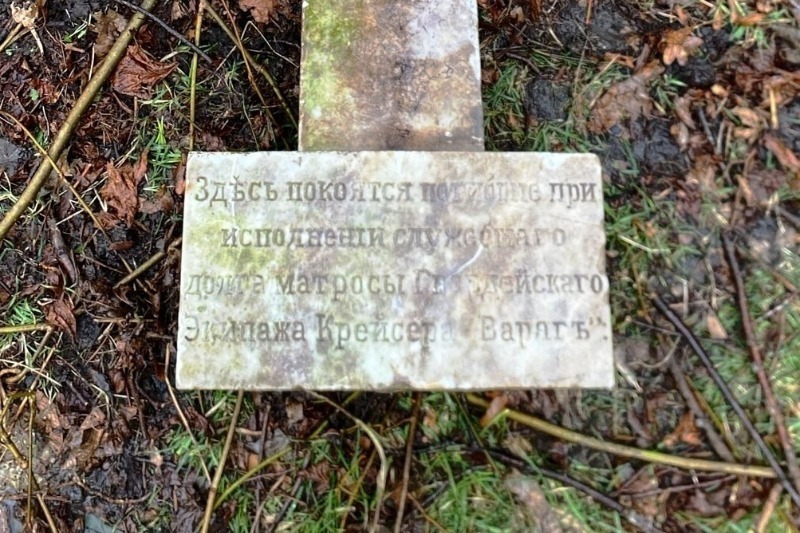 Здѣсь покоятся погибшіе при
исполненіи служебнаго
долга матросы Гвардейскаго
Экипажа Крейсера "Варягъ".